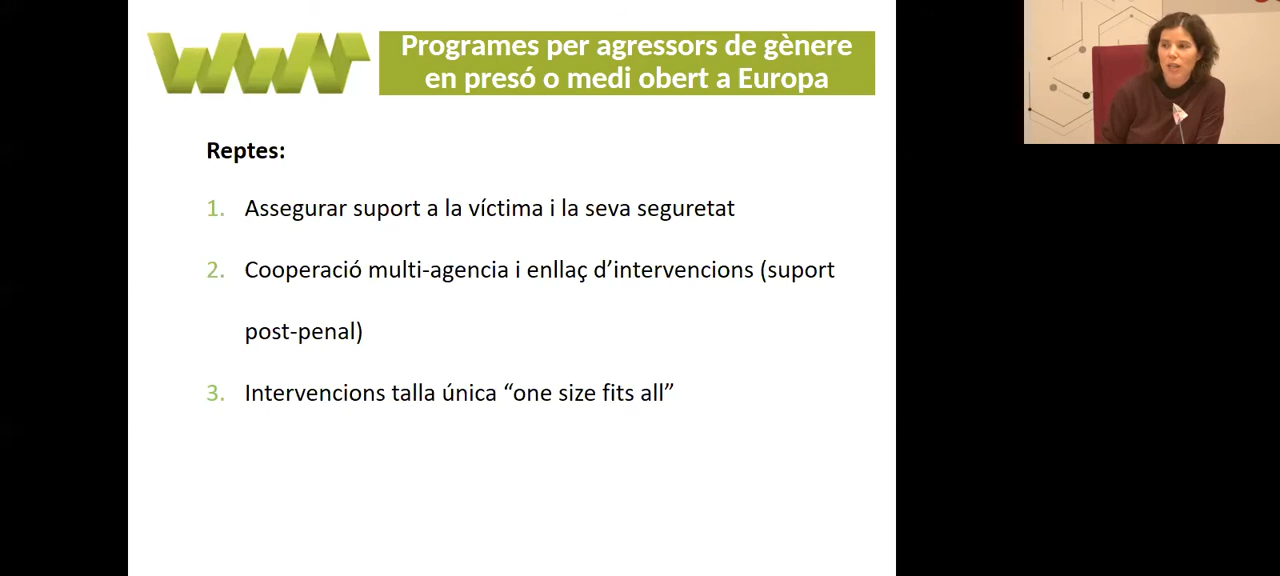 Programes per agressors de gènere
en presó o medi obert a Europa
Reptes:
1. Assegurar suport a la víctima i la seva seguretat
2. Cooperació multi-agencia i enllaç d’intervencions (suport
post-penal)
3. Intervencions talla única “one size fits all”